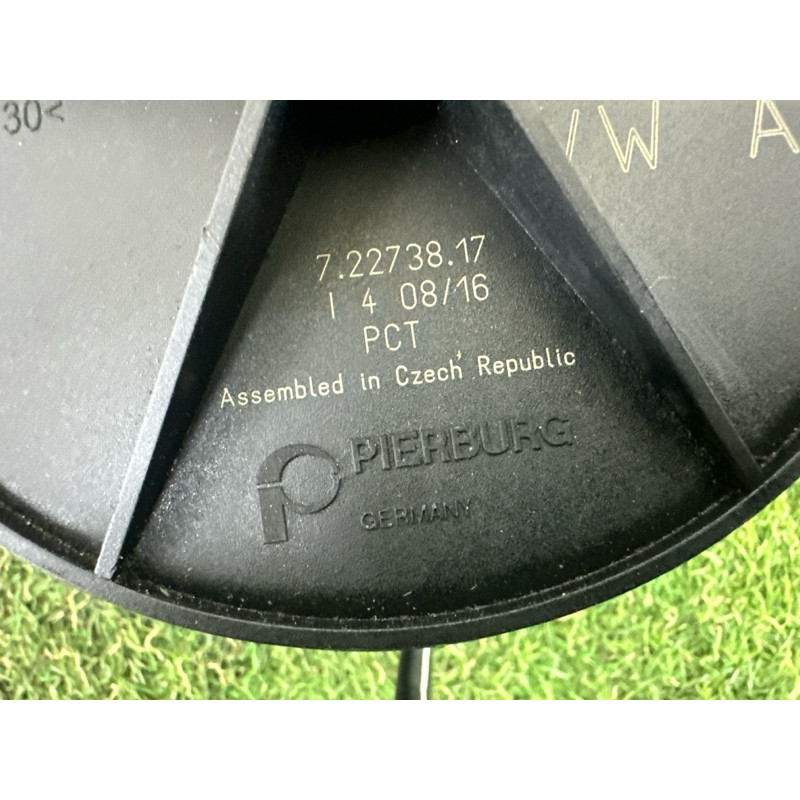 30<
/W A
7.22738.17
I 4 08/16
PCT
Assembled in Czech Republic
PIERBURG
GERMANY